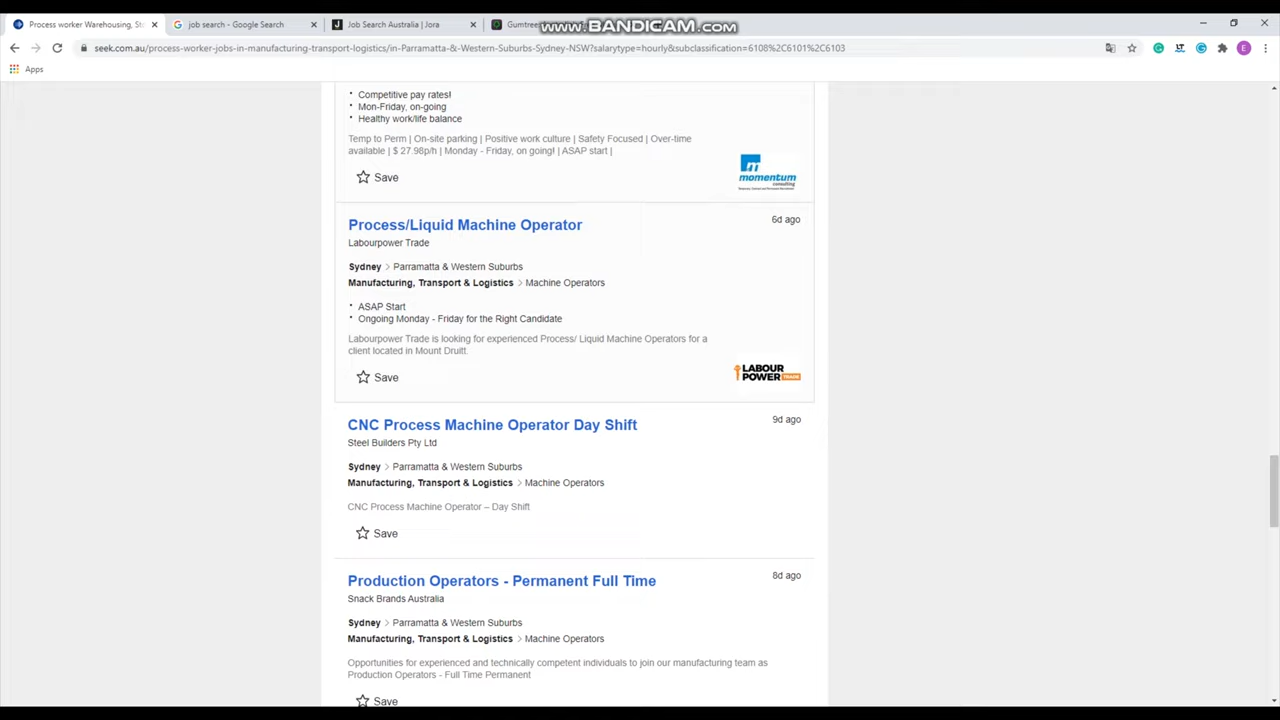 Process worker Warehousing, St
job search - Google Search
Job Search Australia | Jora
Gumtree
www.BANDICAM.com
seek.com.au/process-worker-jobs-in-manufacturing-transport-logistics/in-Parramatta-&-Western-Suburbs-Sydney-NSW?salarytype=hourly&subclassification=6108%2C6101%2C6103
E
Apps
Competitive pay rates!
Mon-Friday, on-going
Healthy work/life balance
Temp to Perm | On-site parking | Positive work culture | Safety Focused | Over-time
available | $ 27.98p/h | Monday - Friday, on going! | ASAP start |
momentum
consulting
Save
Process/Liquid Machine Operator
6d ago
Labourpower Trade
Sydney > Parramatta & Western Suburbs
Manufacturing, Transport & Logistics > Machine Operators
ASAP Start
Ongoing Monday - Friday for the Right Candidate
Labourpower Trade is looking for experienced Process/ Liquid Machine Operators for a
client located in Mount Druitt.
LABOUR
POWER TRADE
Save
CNC Process Machine Operator Day Shift
9d ago
Steel Builders Pty Ltd
Sydney > Parramatta & Western Suburbs
Manufacturing, Transport & Logistics > Machine Operators
CNC Process Machine Operator – Day Shift
Save
Production Operators - Permanent Full Time
8d ago
Snack Brands Australia
Sydney > Parramatta & Western Suburbs
Manufacturing, Transport & Logistics > Machine Operators
Opportunities for experienced and technically competent individuals to join our manufacturing team as
Production Operators - Full Time Permanent
Save